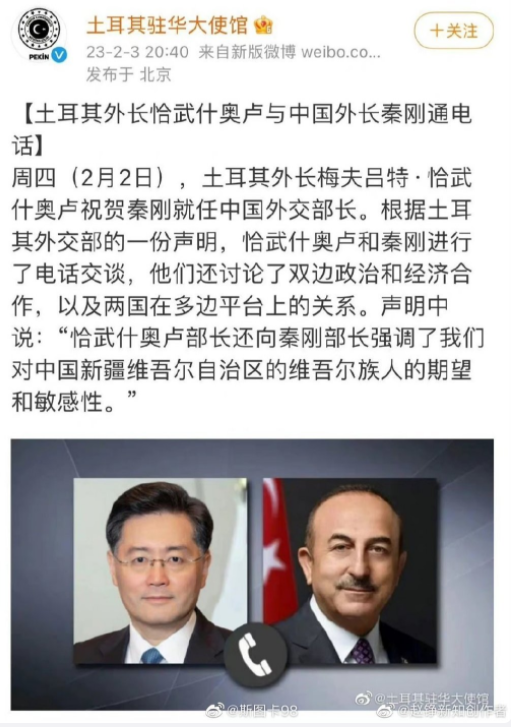 土耳其驻华大使馆
23-2-3 20:40 来自新版微博 weibo.co...
发布于 北京
+关注
PEKİN
【土耳其外长恰武什奥卢与中国外长秦刚通电
话】
周四（2月2日），土耳其外长梅夫吕特·恰武
什奥卢祝贺秦刚就任中国外交部长。根据土耳
其外交部的一份声明，恰武什奥卢和秦刚进行
了电话交谈，他们还讨论了双边政治和经济合
作，以及两国在多边平台上的关系。声明中
说：“恰武什奥卢部长还向秦刚部长强调了我们
对中国新疆维吾尔自治区的维吾尔族人的期望
和敏感性。”
@土耳其驻华大使馆
@斯图卡98